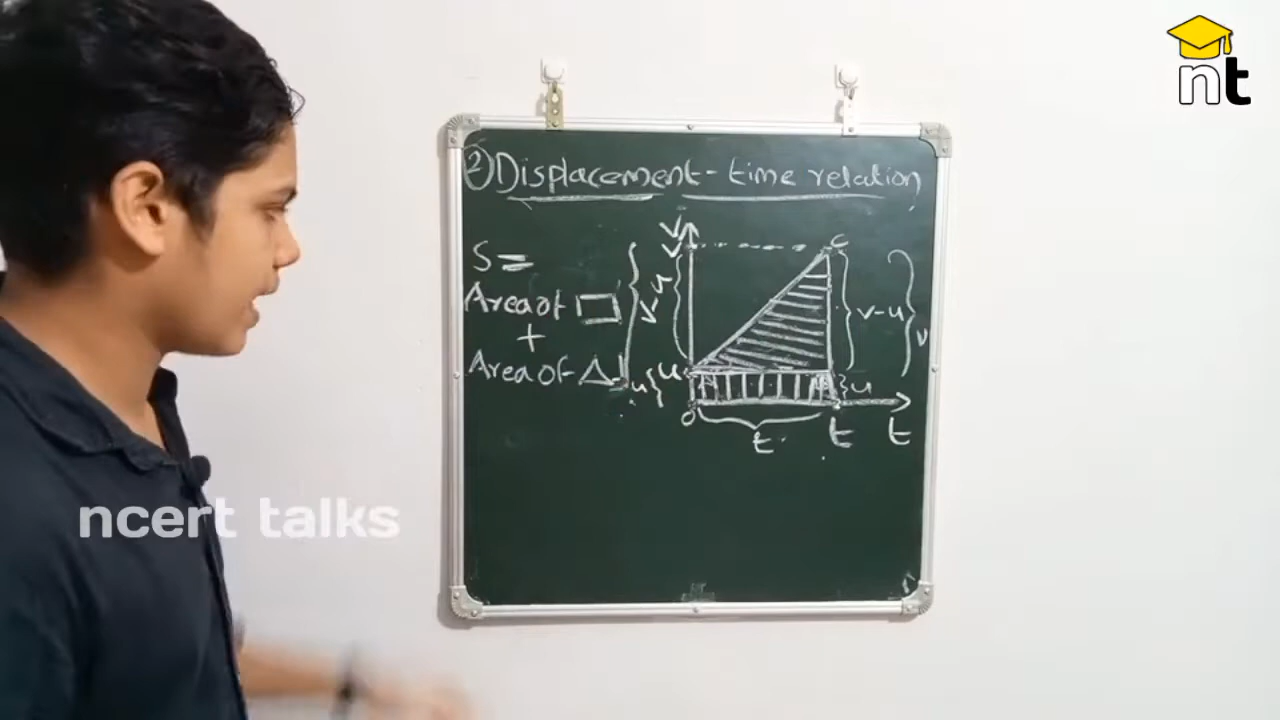 nt
② Displacement-time relation
S =
Area of ▭
+
Area of △
V
V
C
v-u
v-u
v
u
u
u
O
t
t
t
ncert talks